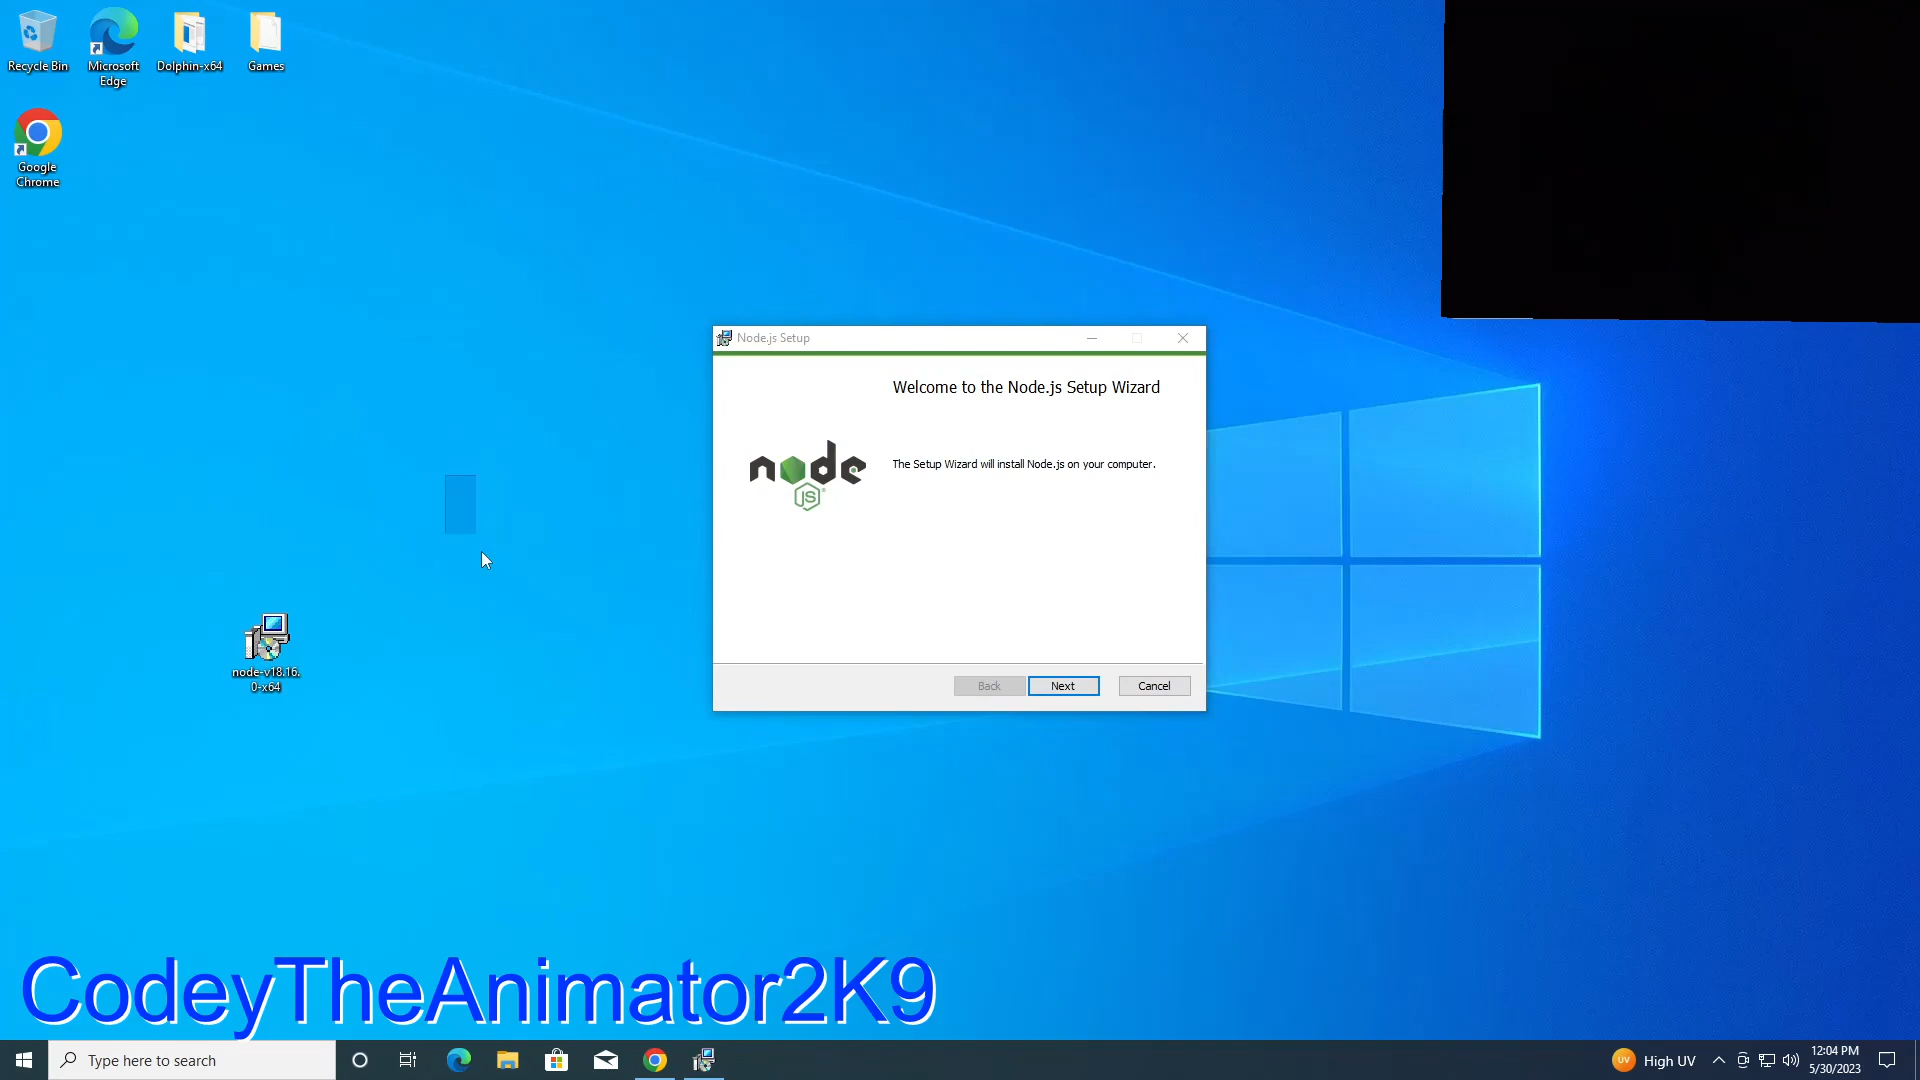 Recycle Bin
Microsoft
Edge
Dolphin-x64
Games
Google
Chrome
Node.js Setup
Welcome to the Node.js Setup Wizard
node
JS
The Setup Wizard will install Node.js on your computer.
node-v18.16.
0-x64
Back
Next
Cancel
CodeyTheAnimator2K9
Type here to search
UV
High UV
12:04 PM
5/30/2023